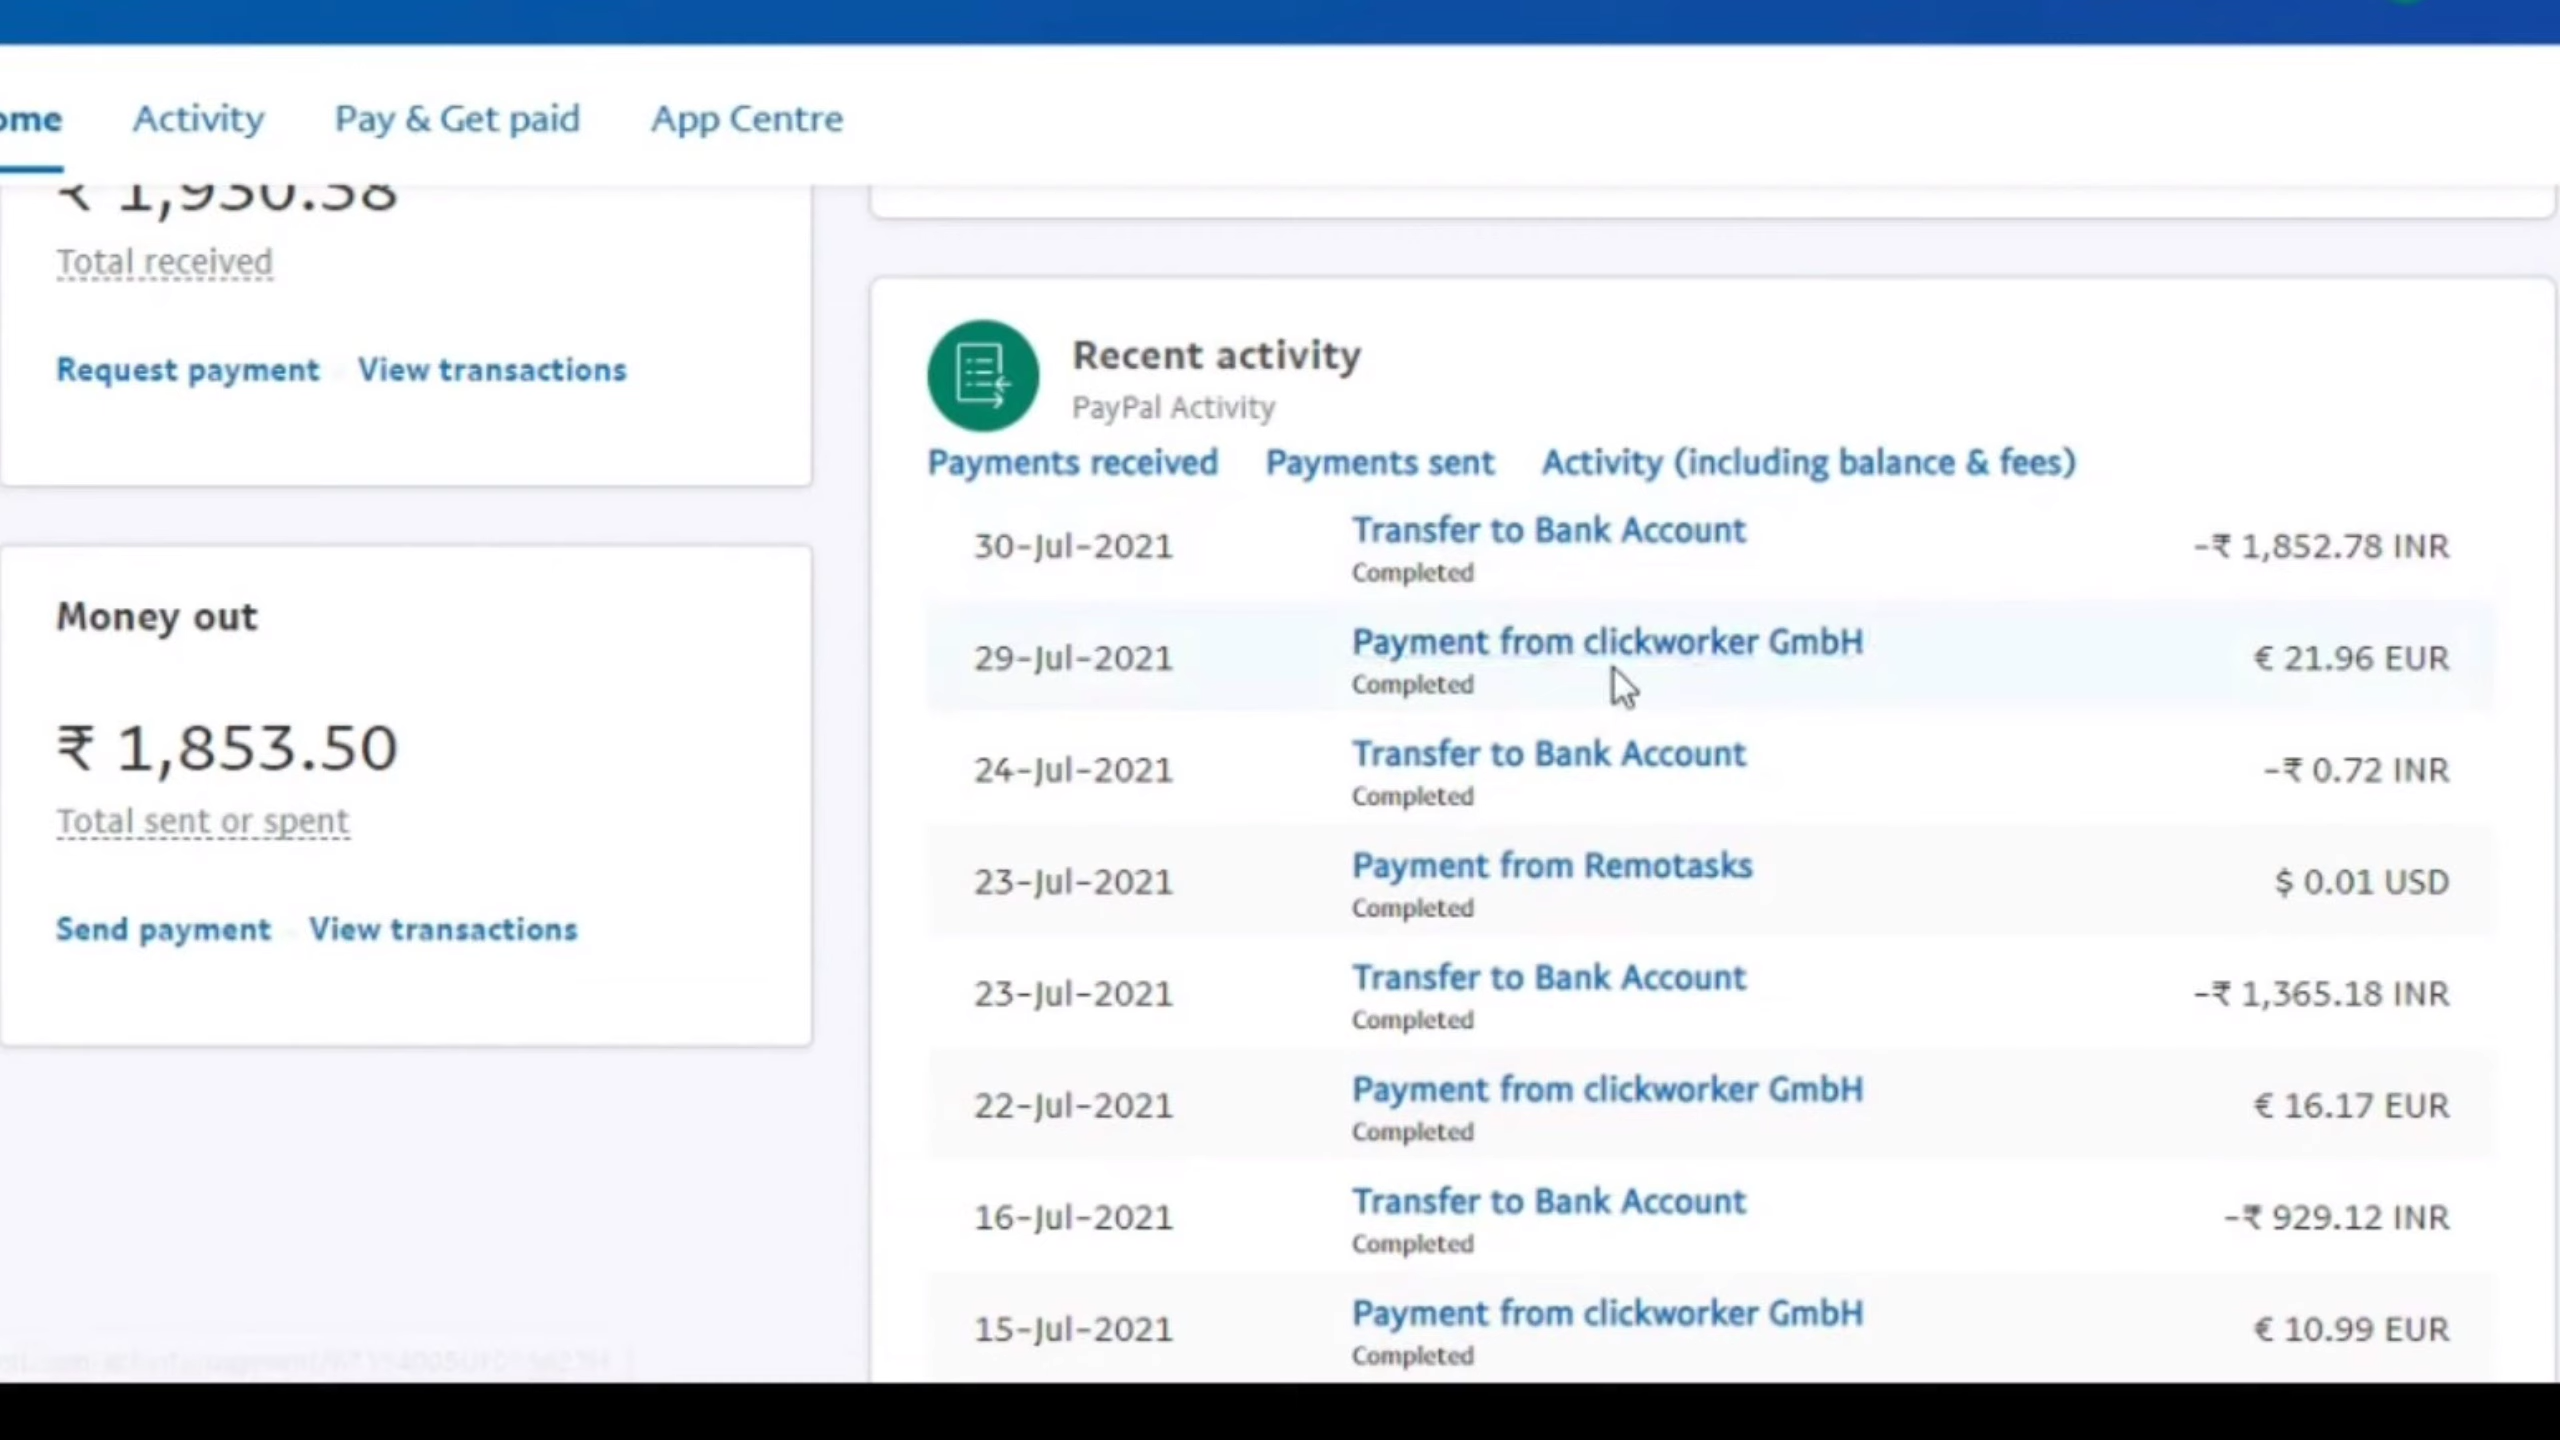 ome Activity Pay & Get paid App Centre
₹ 1,930.38
Total received
Request payment View transactions
Money out
₹ 1,853.50
Total sent or spent
Send payment View transactions
Recent activity
PayPal Activity
Payments received Payments sent Activity (including balance & fees)
30-Jul-2021 Transfer to Bank Account -₹ 1,852.78 INR
Completed
29-Jul-2021 Payment from clickworker GmbH € 21.96 EUR
Completed
24-Jul-2021 Transfer to Bank Account -₹ 0.72 INR
Completed
23-Jul-2021 Payment from Remotasks $ 0.01 USD
Completed
23-Jul-2021 Transfer to Bank Account -₹ 1,365.18 INR
Completed
22-Jul-2021 Payment from clickworker GmbH € 16.17 EUR
Completed
16-Jul-2021 Transfer to Bank Account -₹ 929.12 INR
Completed
15-Jul-2021 Payment from clickworker GmbH € 10.99 EUR
Completed